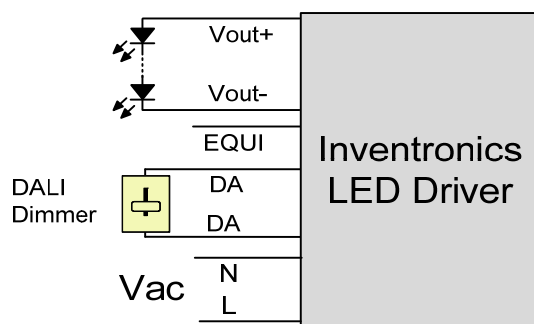 Vout+
Vout-
EQUI
DALI
Dimmer
DA
DA
Vac
N
L
Inventronics
LED Driver